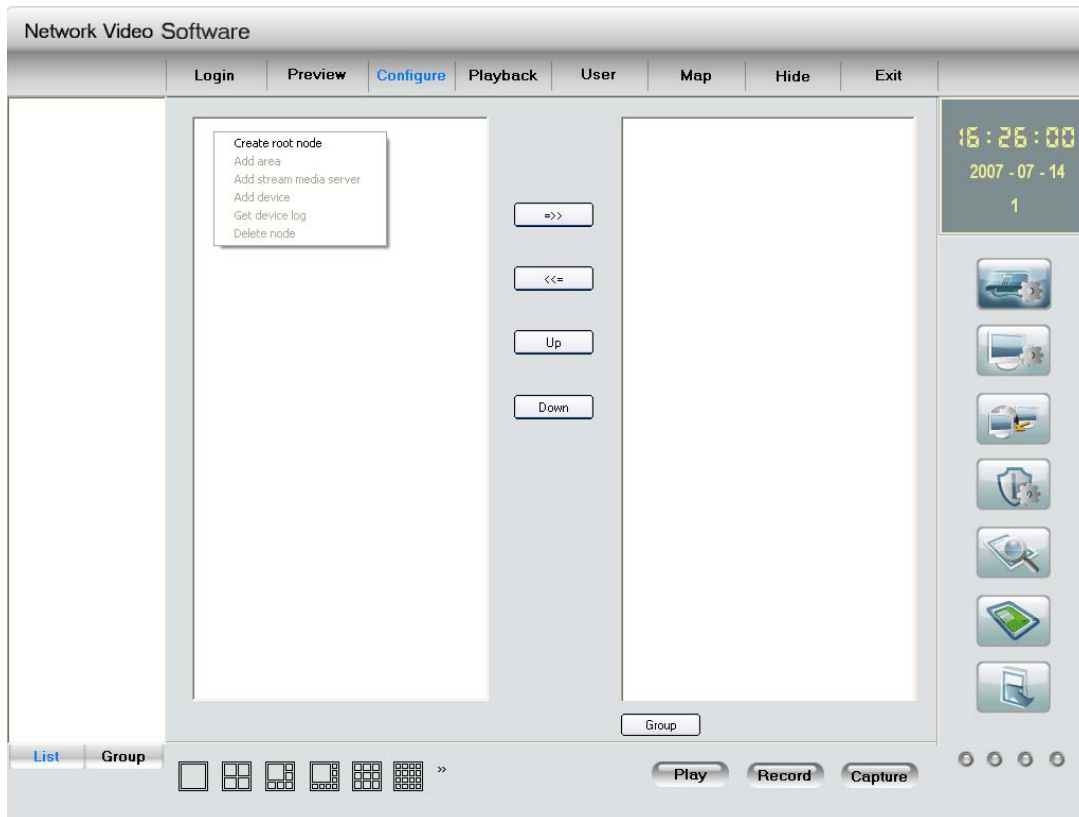 Network Video Software
Login Preview Configure Playback User Map Hide Exit
16:26:00
2007 - 07 - 14
1
Create root node
Add area
Add stream media server
Add device
Get device log
Delete node
=>>
<<=
Up
Down
Group
List Group
»
Play Record Capture